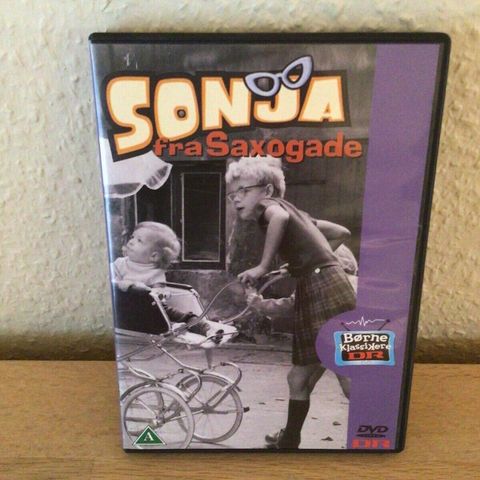 SONJA
fra Saxogade
Børne
Klassikere
DR
A
DVD
DR